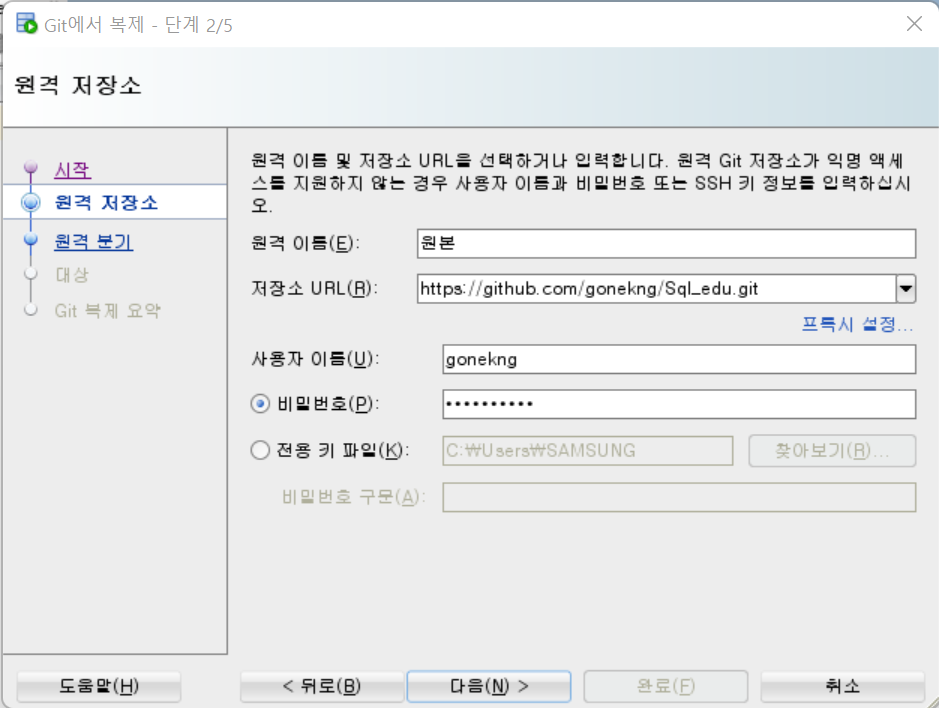 Git에서 복제 - 단계 2/5
원격 저장소
시작
원격 저장소
원격 분기
대상
Git 복제 요약
원격 이름 및 저장소 URL을 선택하거나 입력합니다. 원격 Git 저장소가 익명 액세
스를 지원하지 않는 경우 사용자 이름과 비밀번호 또는 SSH 키 정보를 입력하십시
오.
원격 이름(E): 원본
저장소 URL(R): https://github.com/gonekng/Sql_edu.git
프록시 설정...
사용자 이름(U): gonekng
비밀번호(P): ••••••••••
전용 키 파일(K): C:₩Users₩SAMSUNG 찾아보기(R)...
비밀번호 구문(A):
도움말(H) < 뒤로(B) 다음(N) > 완료(F) 취소